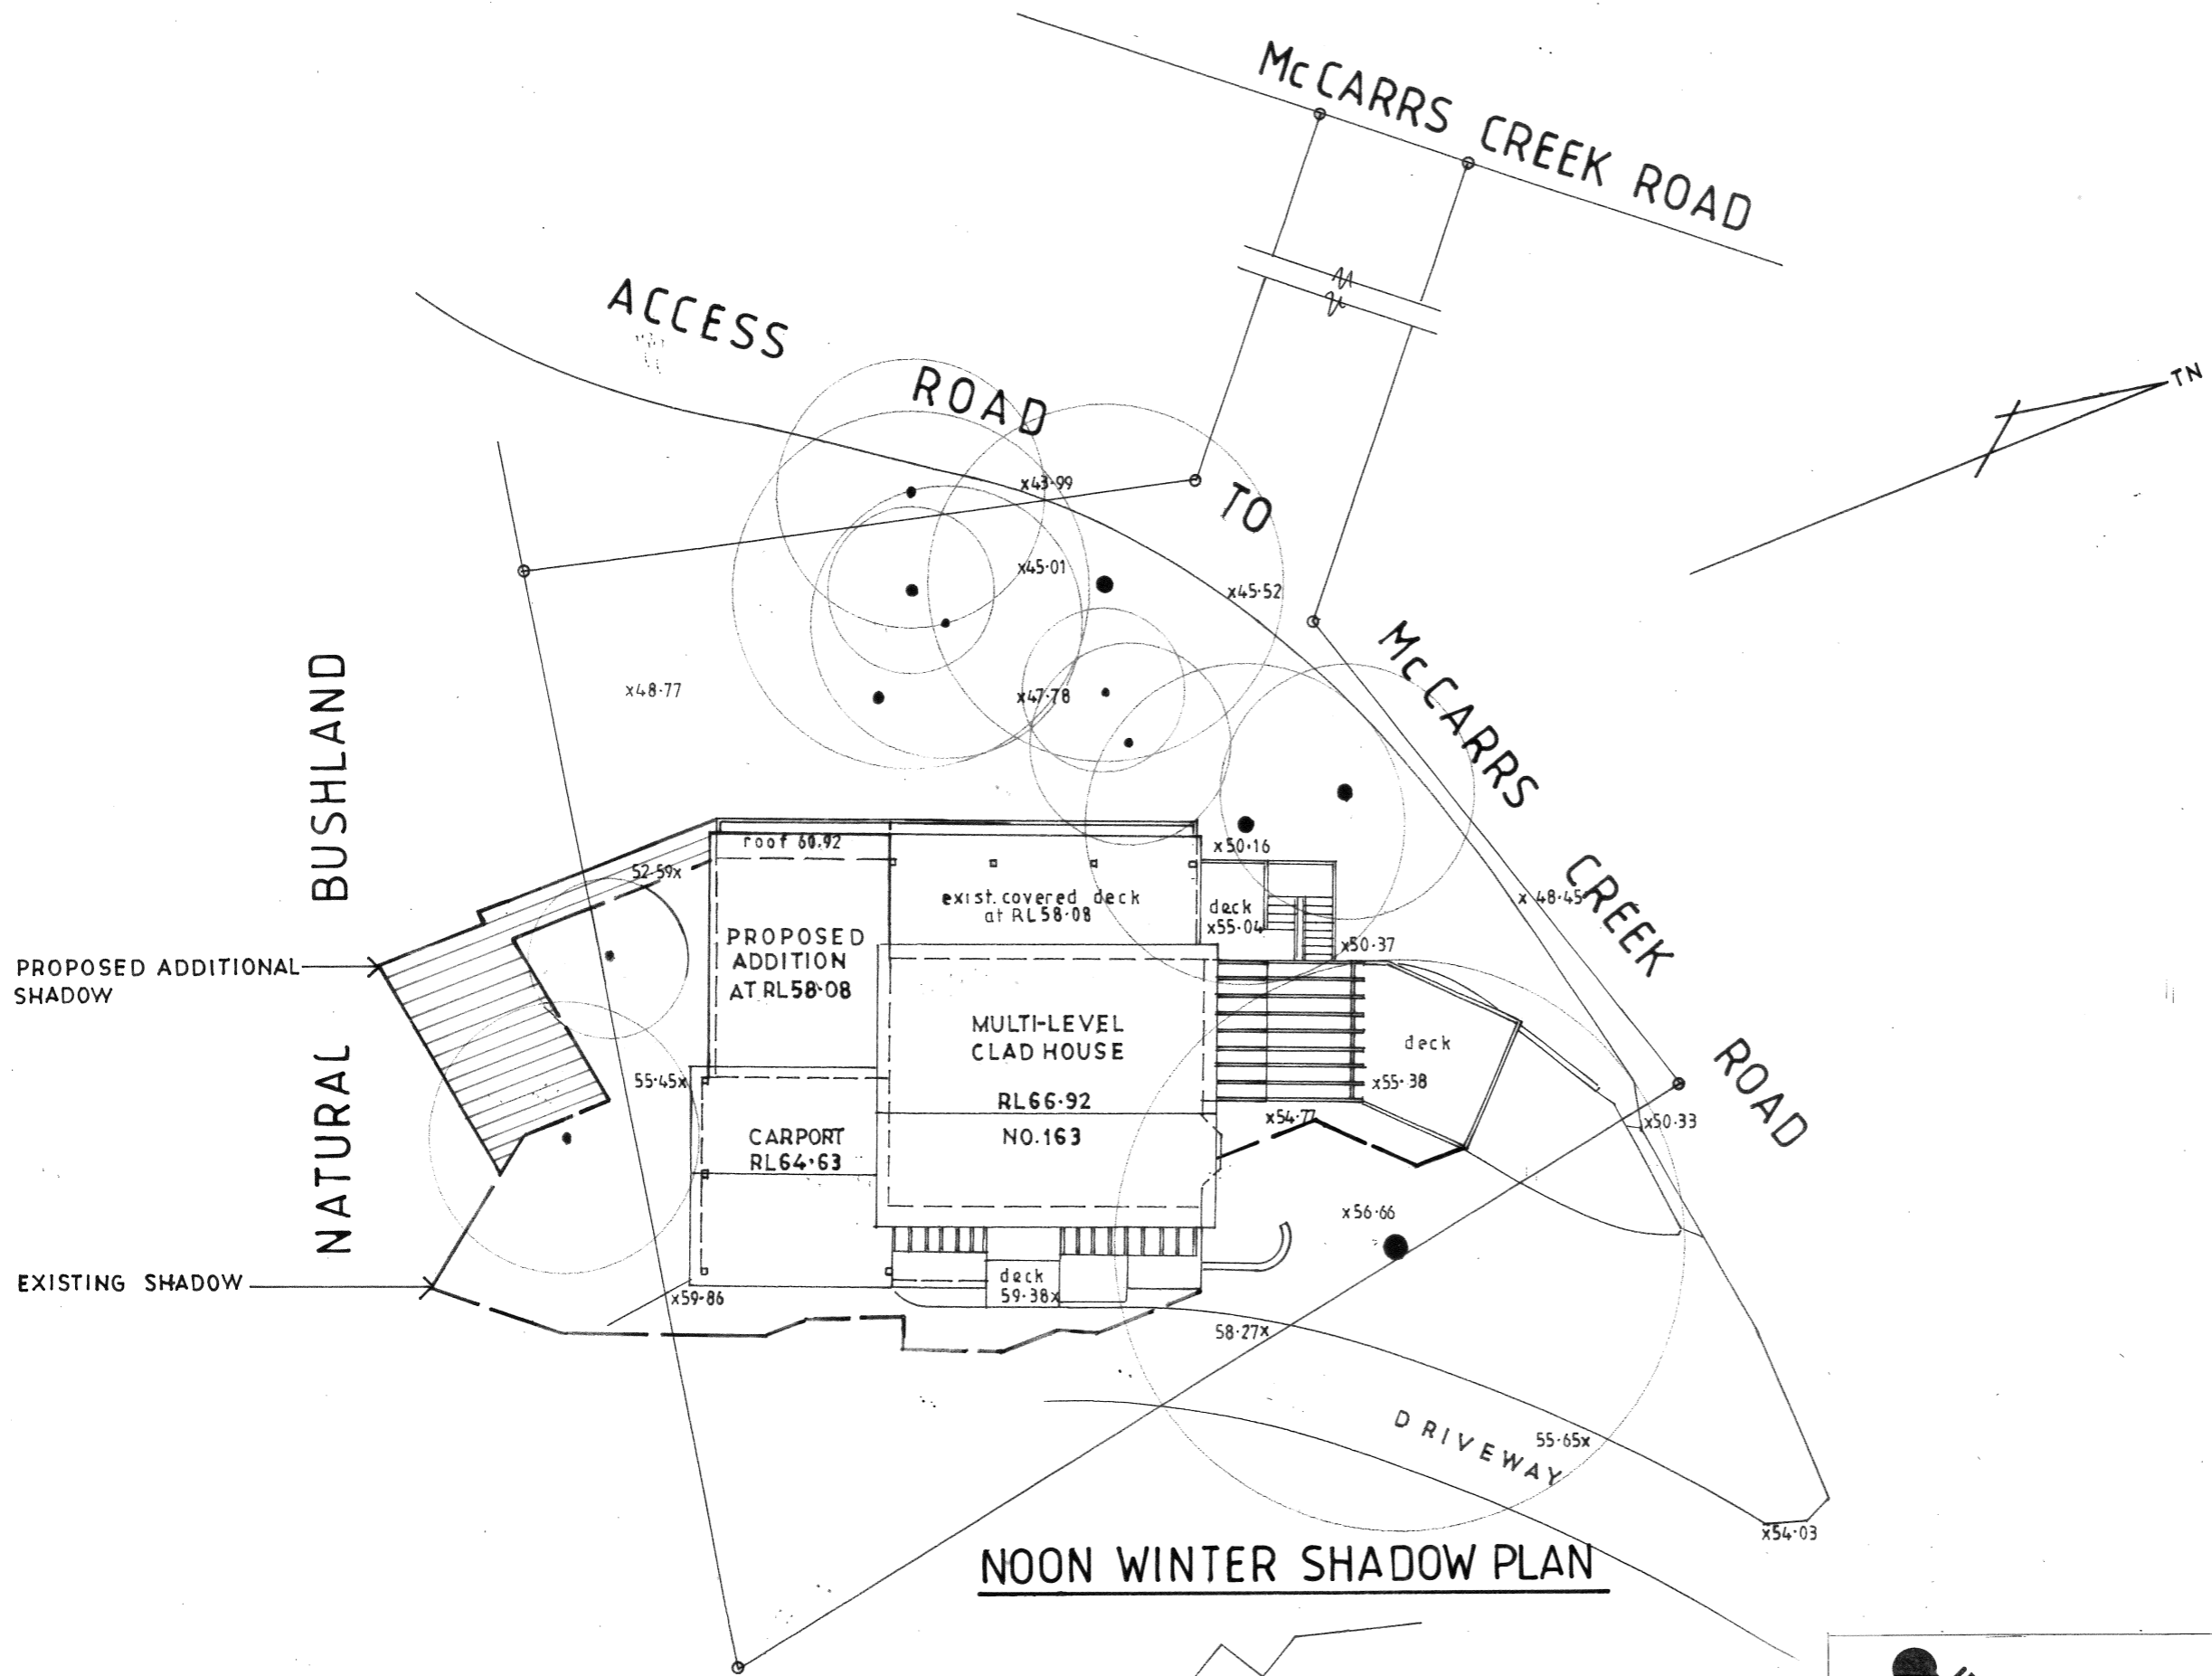 McCARRS CREEK ROAD
ACCESS ROAD TO McCARRS CREEK ROAD
TN
x43·99
x45·01
x45·52
x48·77
x47·78
NATURAL BUSHLAND
roof 60.92
x50·16
52·59x
exist. covered deck
at RL58·08
deck
x55·04
x 48·45
x50·37
PROPOSED
ADDITION
AT RL58·08
PROPOSED ADDITIONAL
SHADOW
MULTI-LEVEL
CLAD HOUSE
RL66·92
NO.163
deck
x55·38
55·45x
x54·77
x50·33
CARPORT
RL64·63
x56·66
EXISTING SHADOW
deck
59·38x
x59·86
58·27x
DRIVEWAY
55·65x
x54·03
NOON WINTER SHADOW PLAN